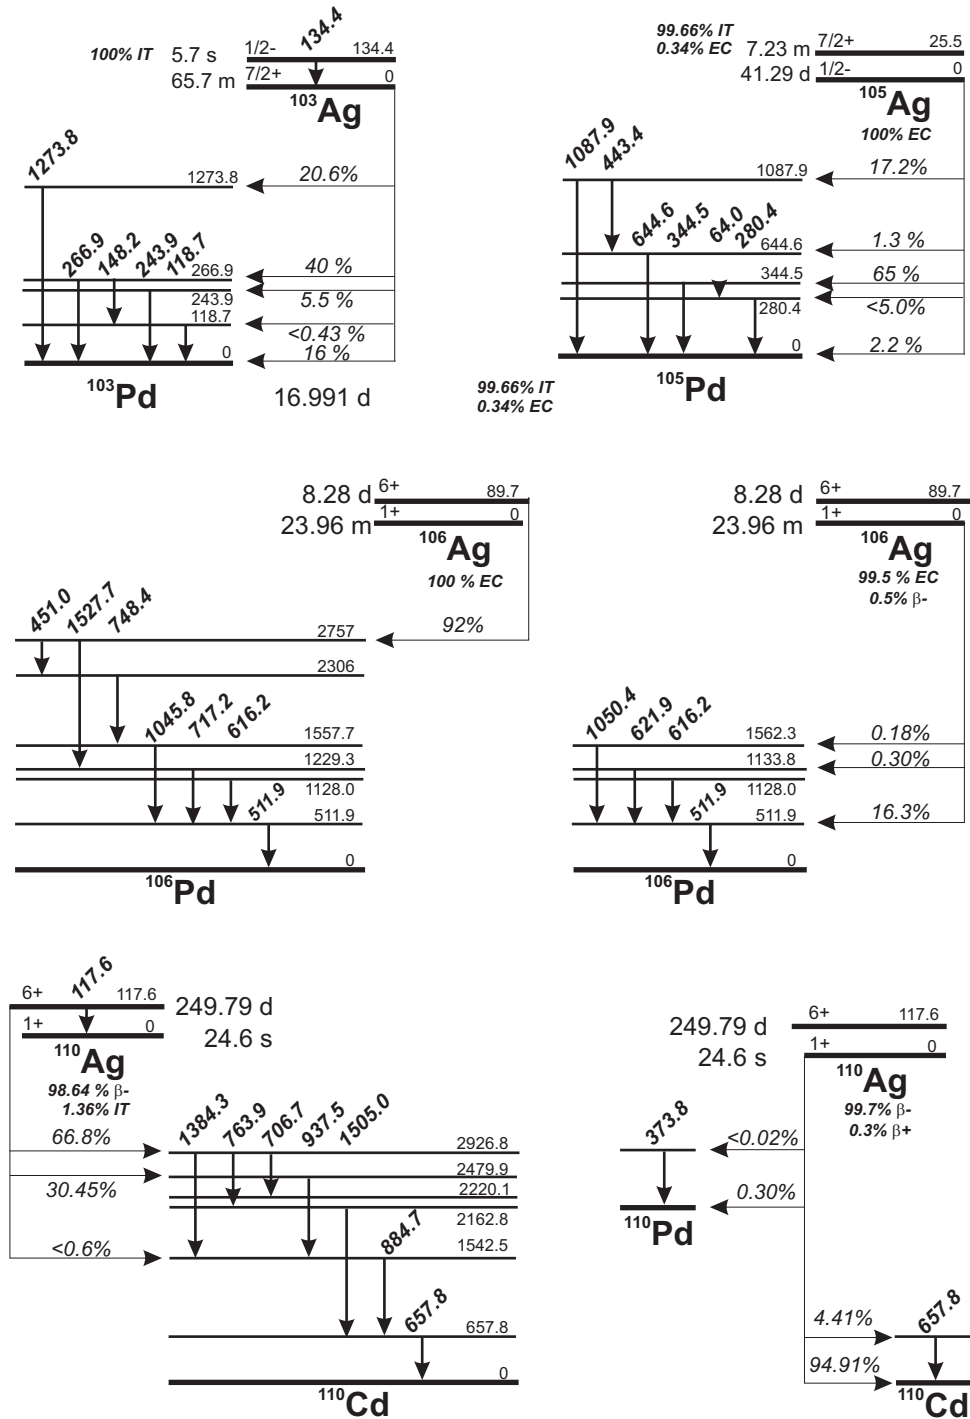 134.4
100% IT 5.7 s 1/2- 134.4
65.7 m 7/2+ 0
103Ag
1273.8
1273.8 20.6%
266.9 148.2 243.9 118.7
266.9 40 %
243.9 5.5 %
118.7 <0.43 %
0 16 %
103Pd 16.991 d
99.66% IT
0.34% EC 7.23 m 7/2+ 25.5
41.29 d 1/2- 0
105Ag
100% EC
1087.9 443.4
1087.9 17.2%
644.6 344.5 64.0 280.4
644.6 1.3 %
344.5 65 %
280.4 <5.0%
0 2.2 %
105Pd
99.66% IT
0.34% EC
8.28 d 6+ 89.7
23.96 m 1+ 0
106Ag
100 % EC
451.0 1527.7 748.4
2757 92%
2306
1045.8 717.2 616.2
1557.7
1229.3
1128.0
511.9
511.9
0
106Pd
8.28 d 6+ 89.7
23.96 m 1+ 0
106Ag
99.5 % EC
0.5% β-
1050.4 621.9 616.2
1562.3 0.18%
1133.8 0.30%
1128.0
511.9
511.9 16.3%
0
106Pd
117.6
6+ 117.6 249.79 d
1+ 0 24.6 s
110Ag
98.64 % β-
1.36% IT
1384.3 763.9 706.7 937.5 1505.0
66.8% 2926.8
30.45% 2479.9
2220.1
2162.8
<0.6% 1542.5
884.7
657.8
657.8
0
110Cd
249.79 d 6+ 117.6
24.6 s 1+ 0
110Ag
99.7% β-
0.3% β+
373.8
<0.02%
0.30%
110Pd
657.8
4.41%
94.91%
110Cd